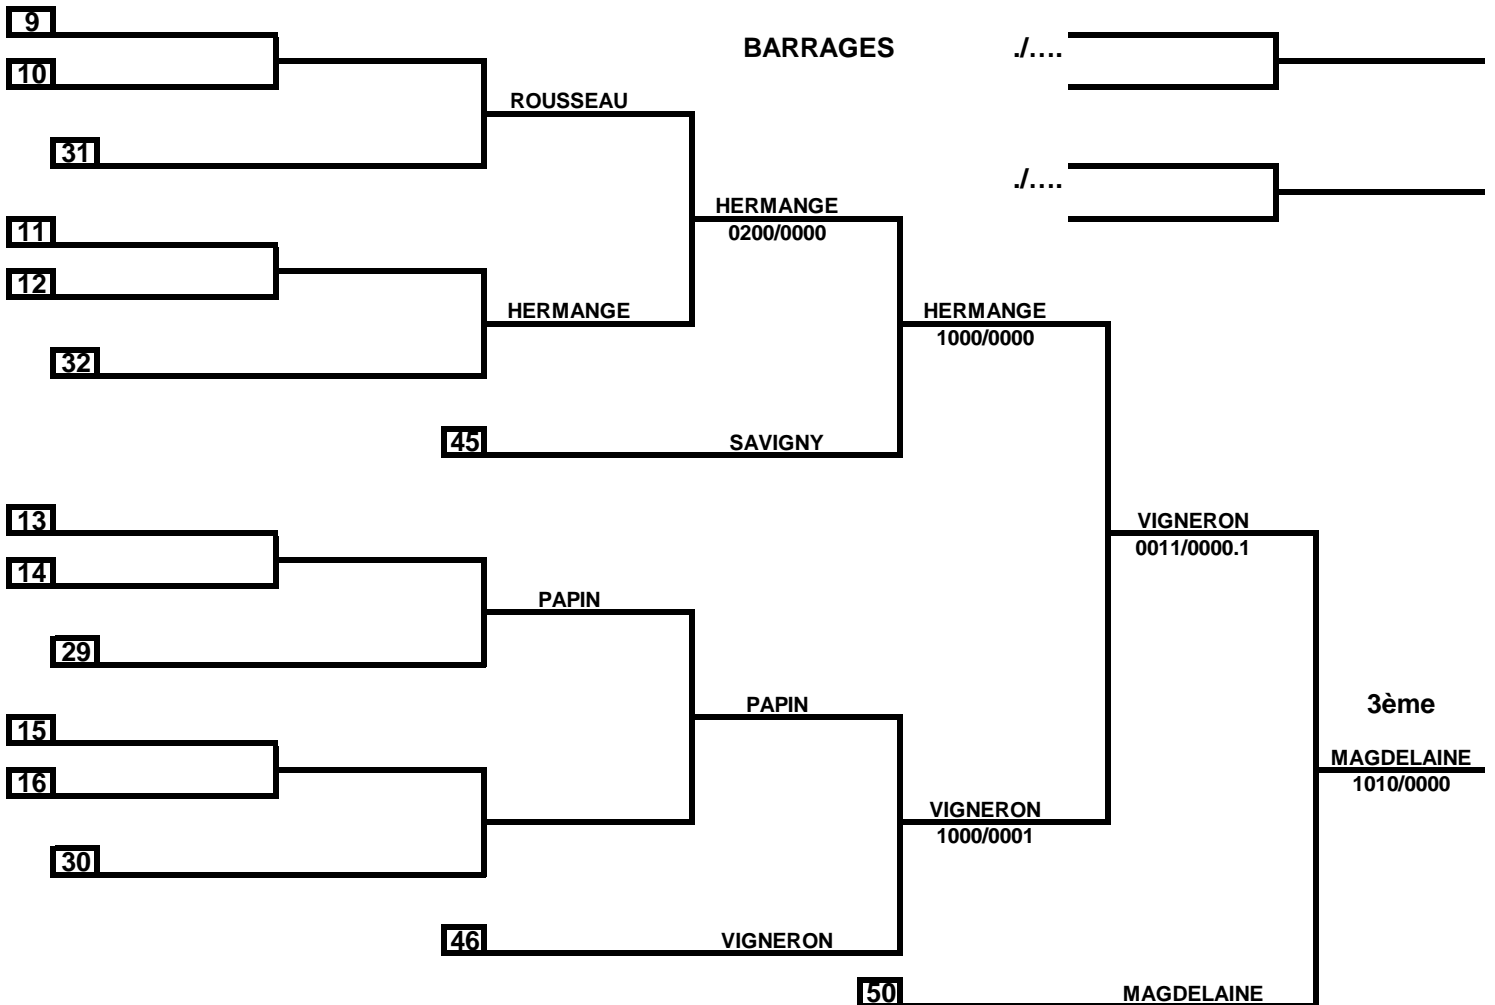 9
BARRAGES
./....
10
ROUSSEAU
31
./....
HERMANGE
11
0200/0000
12
HERMANGE
HERMANGE
1000/0000
32
45
SAVIGNY
13
VIGNERON
0011/0000.1
14
PAPIN
29
PAPIN
3ème
15
MAGDELAINE
16
1010/0000
VIGNERON
1000/0001
30
46
VIGNERON
50
MAGDELAINE